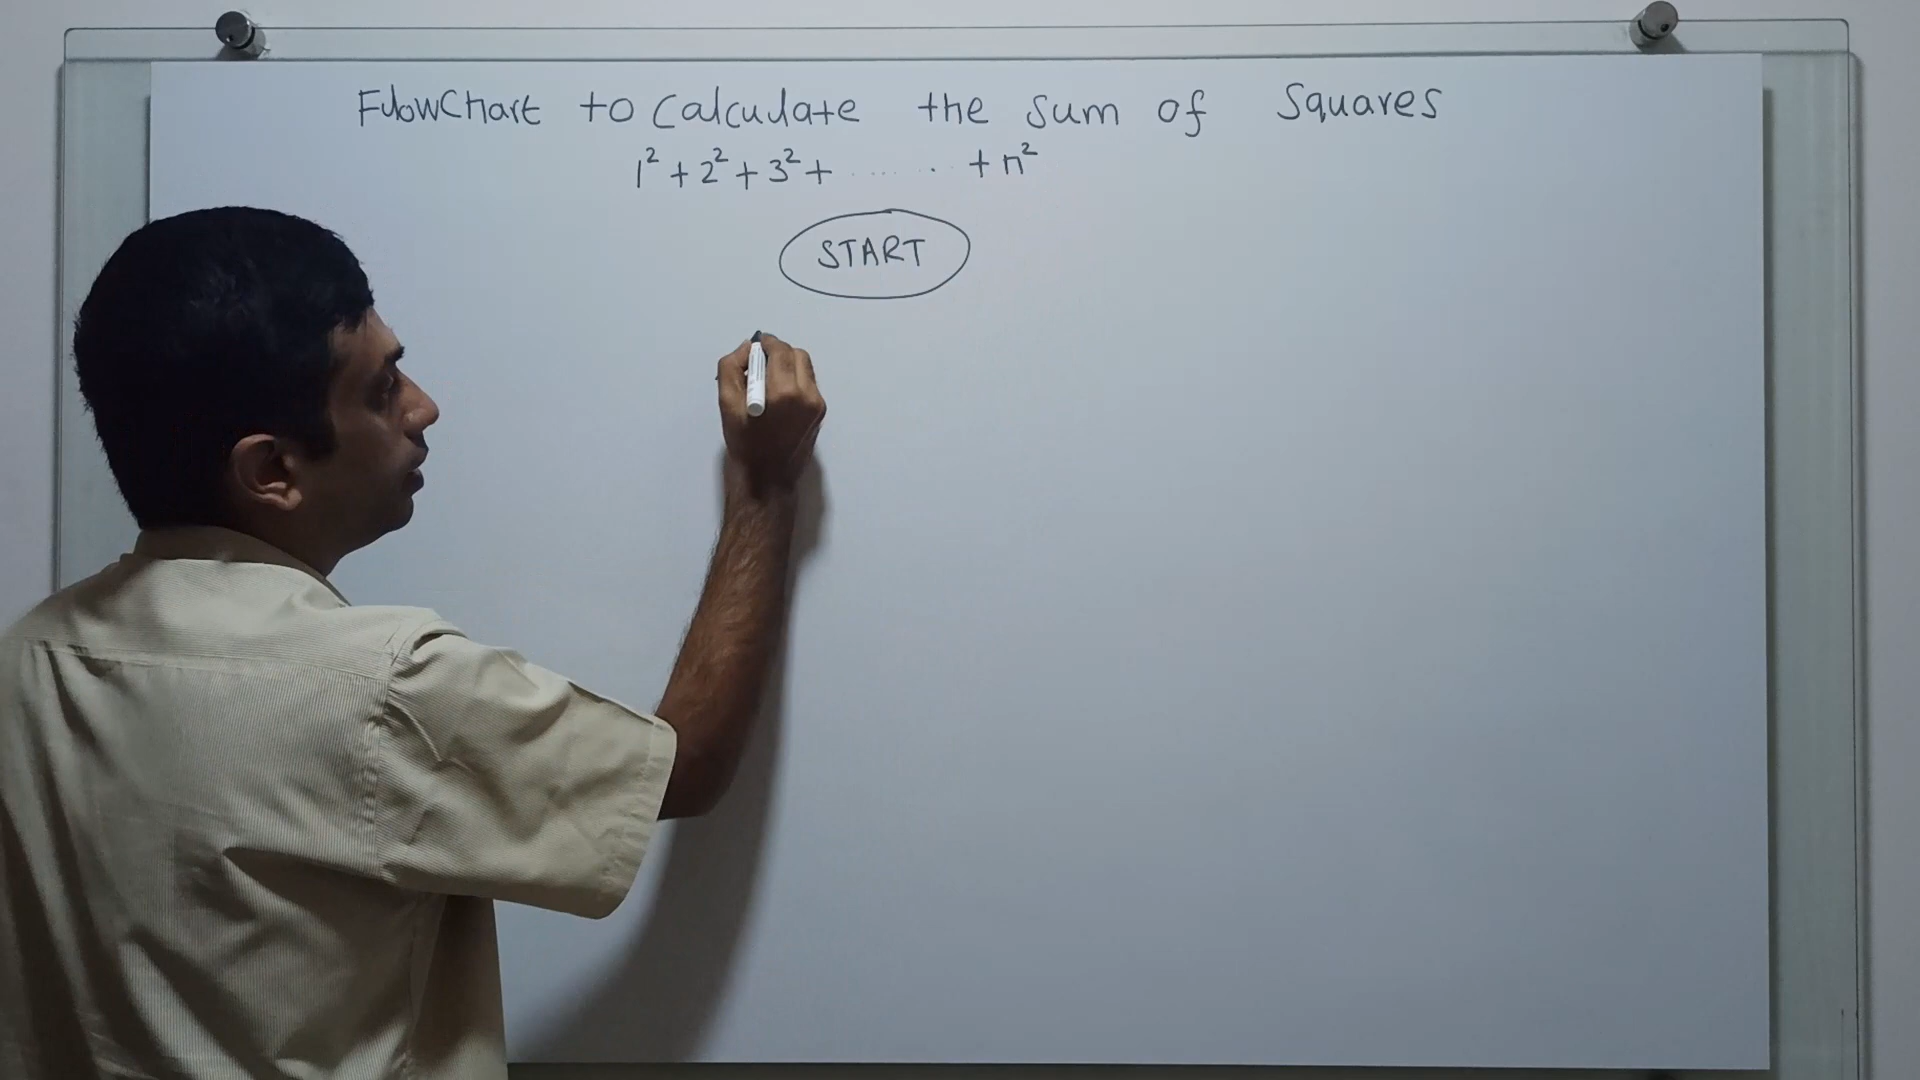 FlowChart to Calculate the Sum of Squares
1² + 2² + 3² + ....... + n²
START